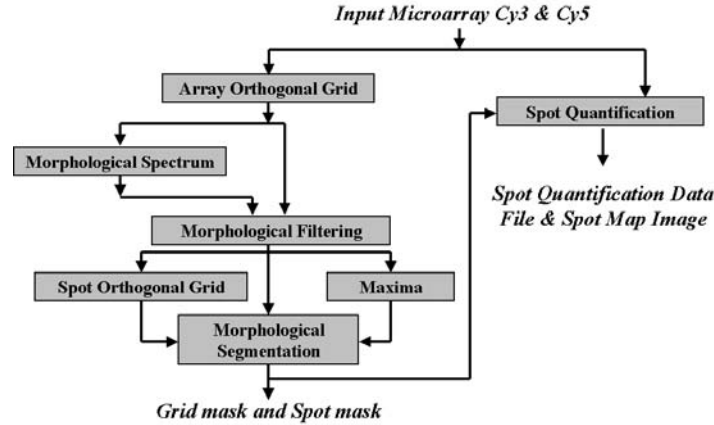 Input Microarray Cy3 & Cy5
Array Orthogonal Grid
Spot Quantification
Morphological Spectrum
Spot Quantification Data
File & Spot Map Image
Morphological Filtering
Spot Orthogonal Grid
Maxima
Morphological
Segmentation
Grid mask and Spot mask